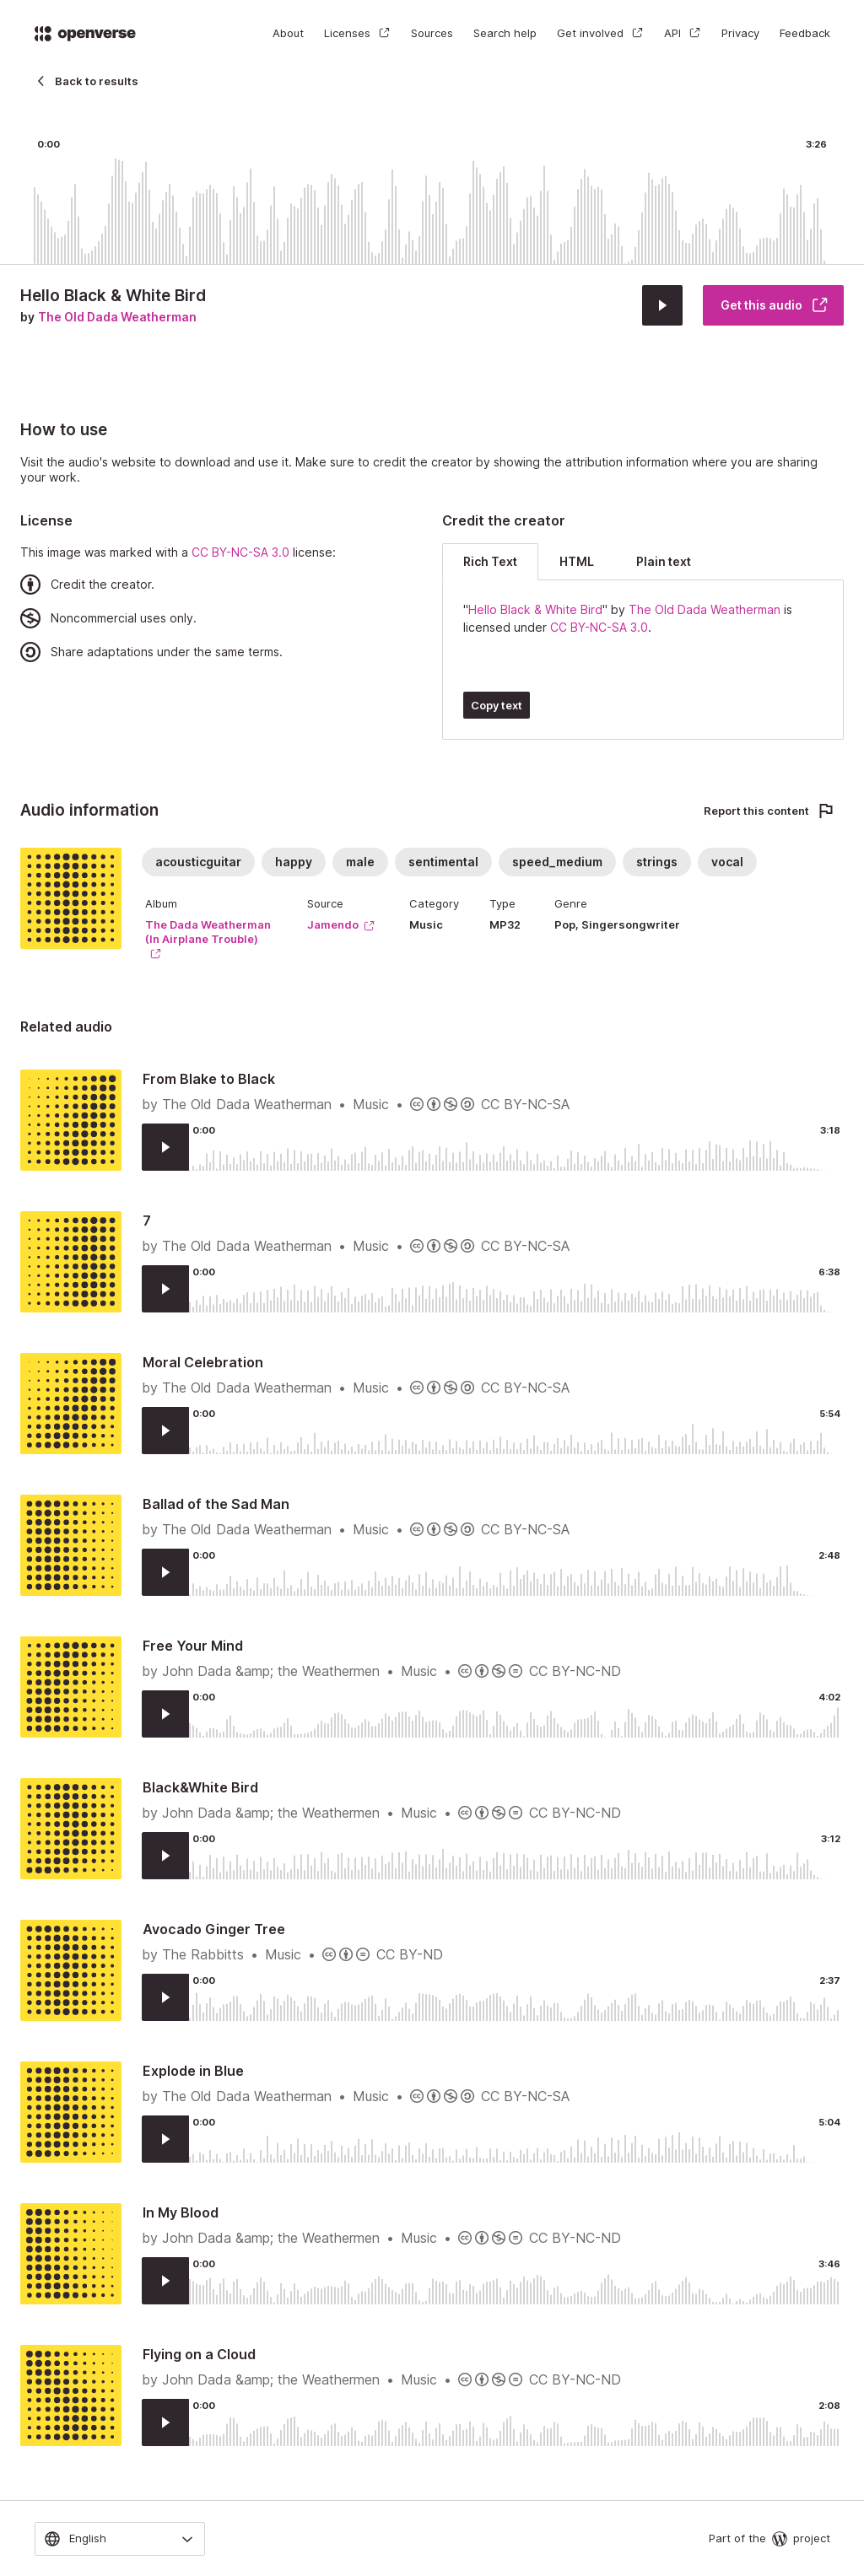 openverse
About Licenses Sources Search help Get involved API Privacy Feedback
Back to results
0:00 3:26
Hello Black & White Bird
by The Old Dada Weatherman
Get this audio
How to use
Visit the audio's website to download and use it. Make sure to credit the creator by showing the attribution information where you are sharing
your work.
License
This image was marked with a CC BY-NC-SA 3.0 license:
Credit the creator.
Noncommercial uses only.
Share adaptations under the same terms.
Credit the creator
Rich Text HTML Plain text
"Hello Black & White Bird" by The Old Dada Weatherman is
licensed under CC BY-NC-SA 3.0.
Copy text
Audio information
Report this content
acousticguitar happy male sentimental speed_medium strings vocal
Album Source Category Type Genre
The Dada Weatherman Jamendo Music MP32 Pop, Singersongwriter
(In Airplane Trouble)
Related audio
From Blake to Black
by The Old Dada Weatherman • Music • CC BY-NC-SA
0:00 3:18
7
by The Old Dada Weatherman • Music • CC BY-NC-SA
0:00 6:38
Moral Celebration
by The Old Dada Weatherman • Music • CC BY-NC-SA
0:00 5:54
Ballad of the Sad Man
by The Old Dada Weatherman • Music • CC BY-NC-SA
0:00 2:48
Free Your Mind
by John Dada &amp; the Weathermen • Music • CC BY-NC-ND
0:00 4:02
Black&White Bird
by John Dada &amp; the Weathermen • Music • CC BY-NC-ND
0:00 3:12
Avocado Ginger Tree
by The Rabbitts • Music • CC BY-ND
0:00 2:37
Explode in Blue
by The Old Dada Weatherman • Music • CC BY-NC-SA
0:00 5:04
In My Blood
by John Dada &amp; the Weathermen • Music • CC BY-NC-ND
0:00 3:46
Flying on a Cloud
by John Dada &amp; the Weathermen • Music • CC BY-NC-ND
0:00 2:08
English
Part of the project